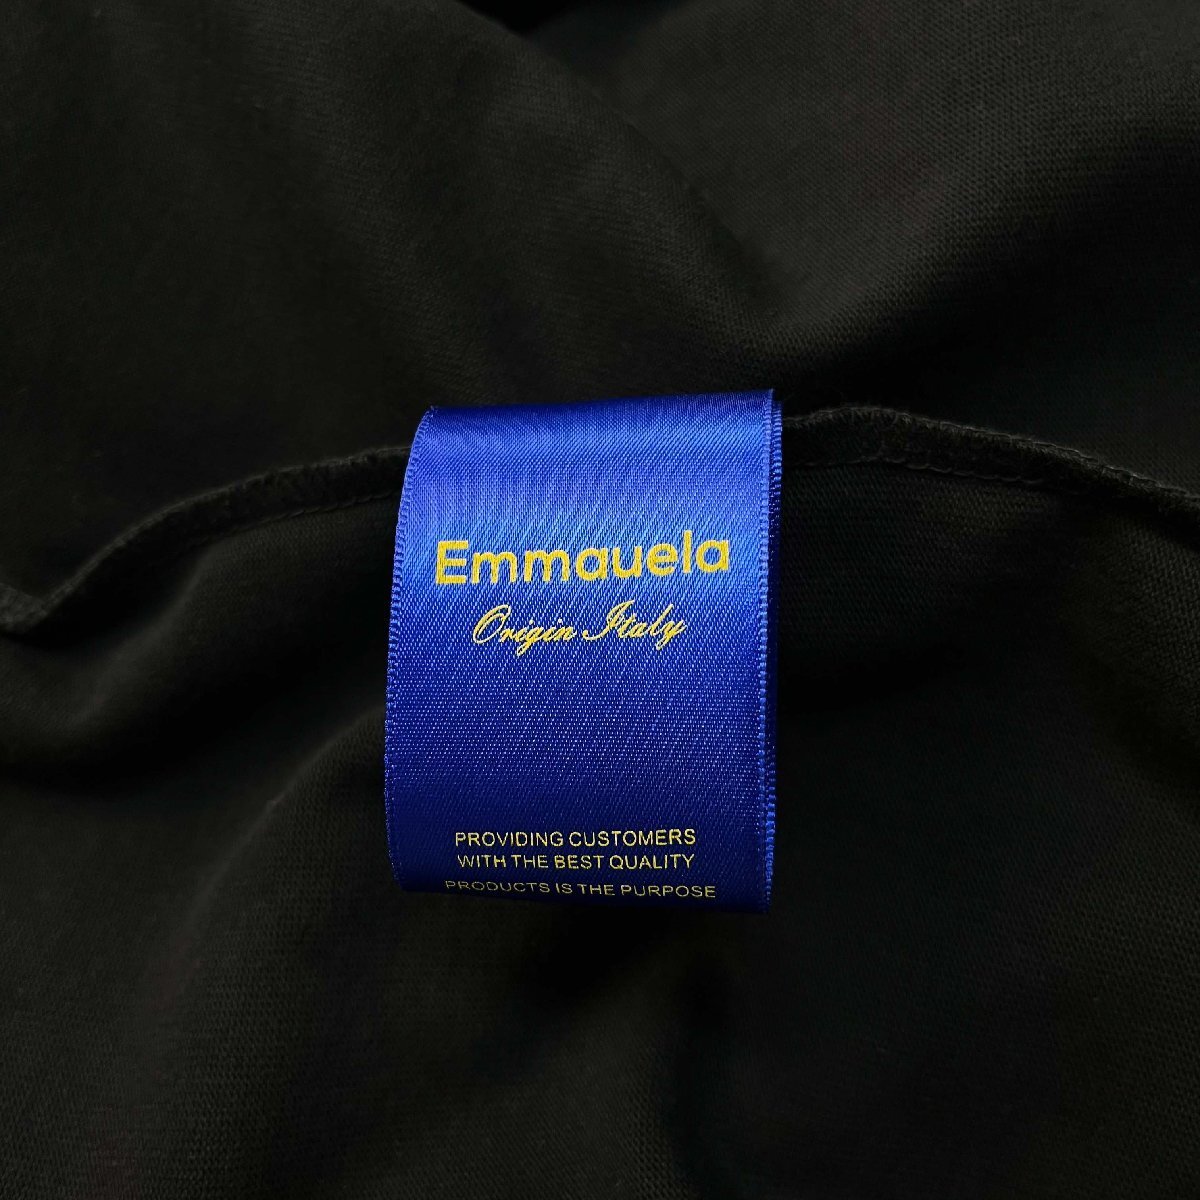 Emmauela
Origin Italy
PROVIDING CUSTOMERS
WITH THE BEST QUALITY
PRODUCTS IS THE PURPOSE